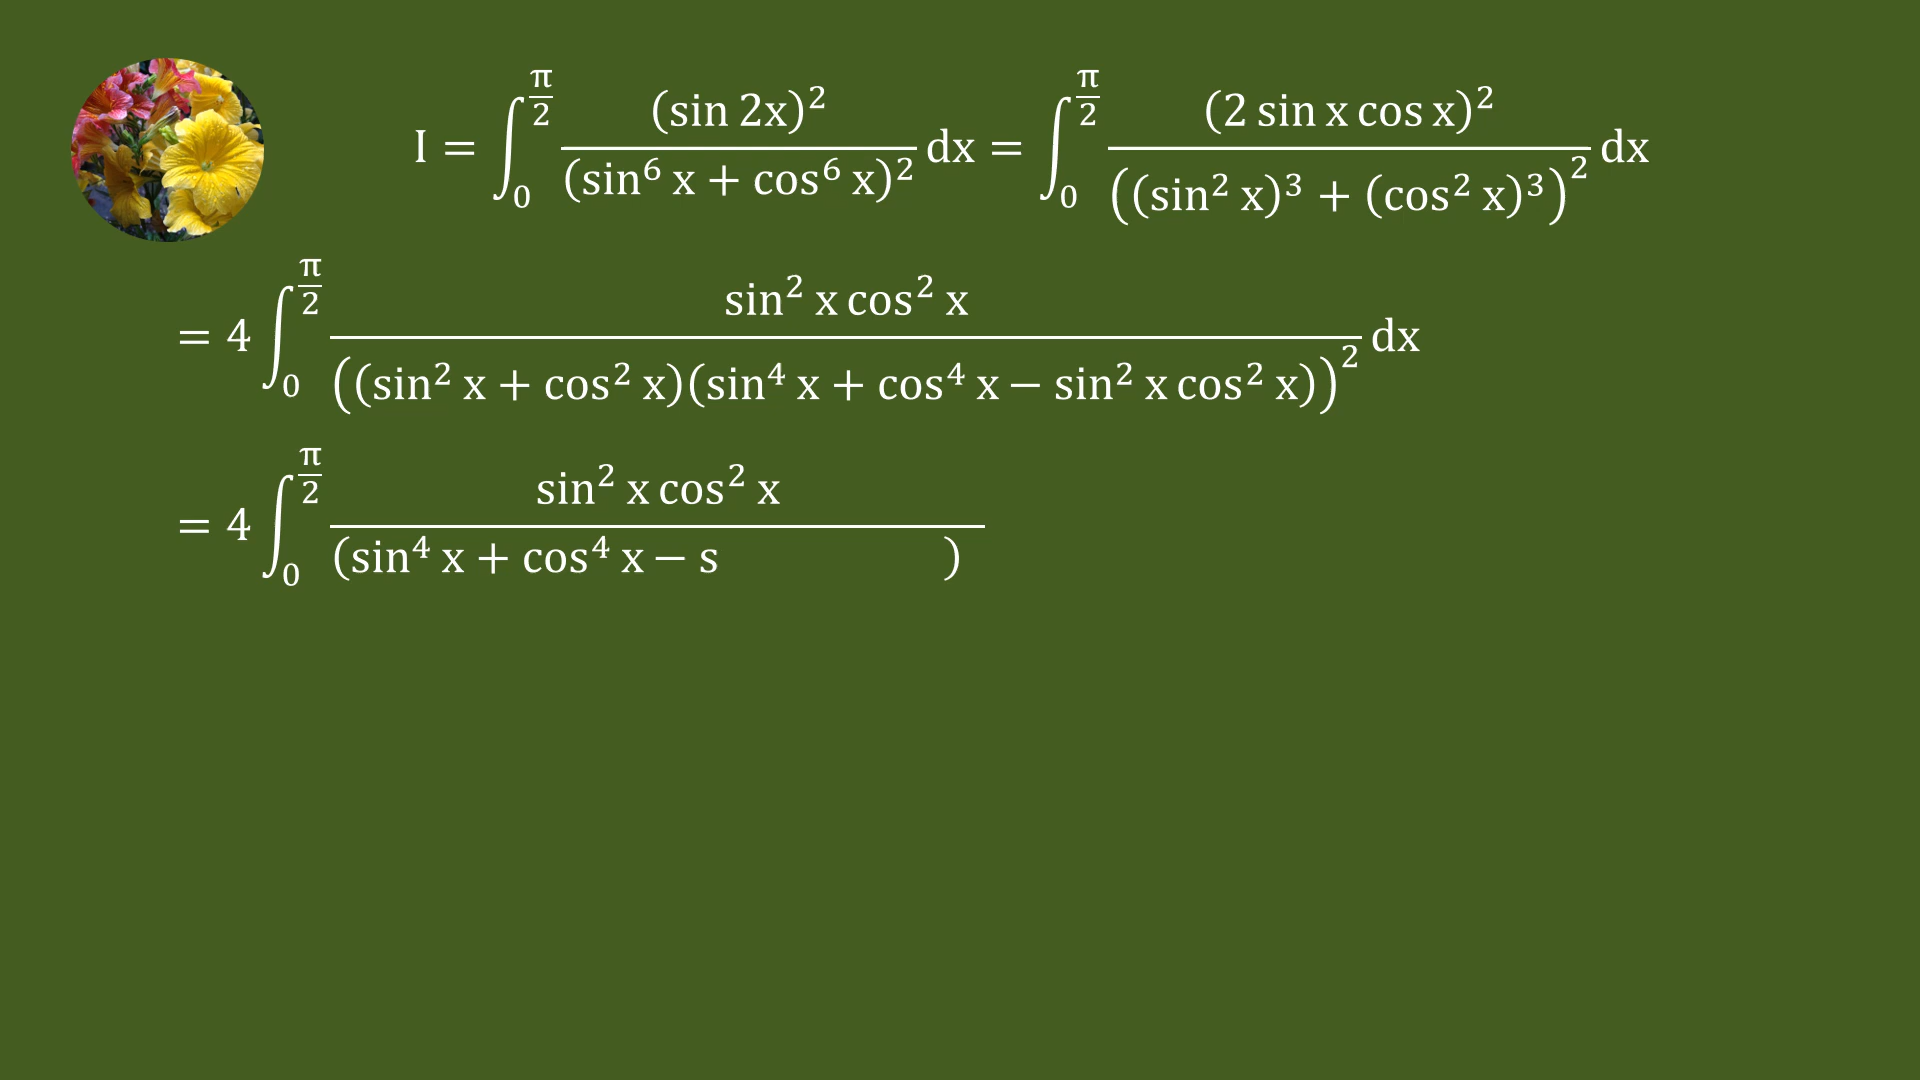 I = ∫₀^(π/2) (sin 2x)² / (sin⁶ x + cos⁶ x)² dx = ∫₀^(π/2) (2 sin x cos x)² / ((sin² x)³ + (cos² x)³)² dx
= 4 ∫₀^(π/2) sin² x cos² x / ((sin² x + cos² x)(sin⁴ x + cos⁴ x − sin² x cos² x))² dx
= 4 ∫₀^(π/2) sin² x cos² x / (sin⁴ x + cos⁴ x − s )